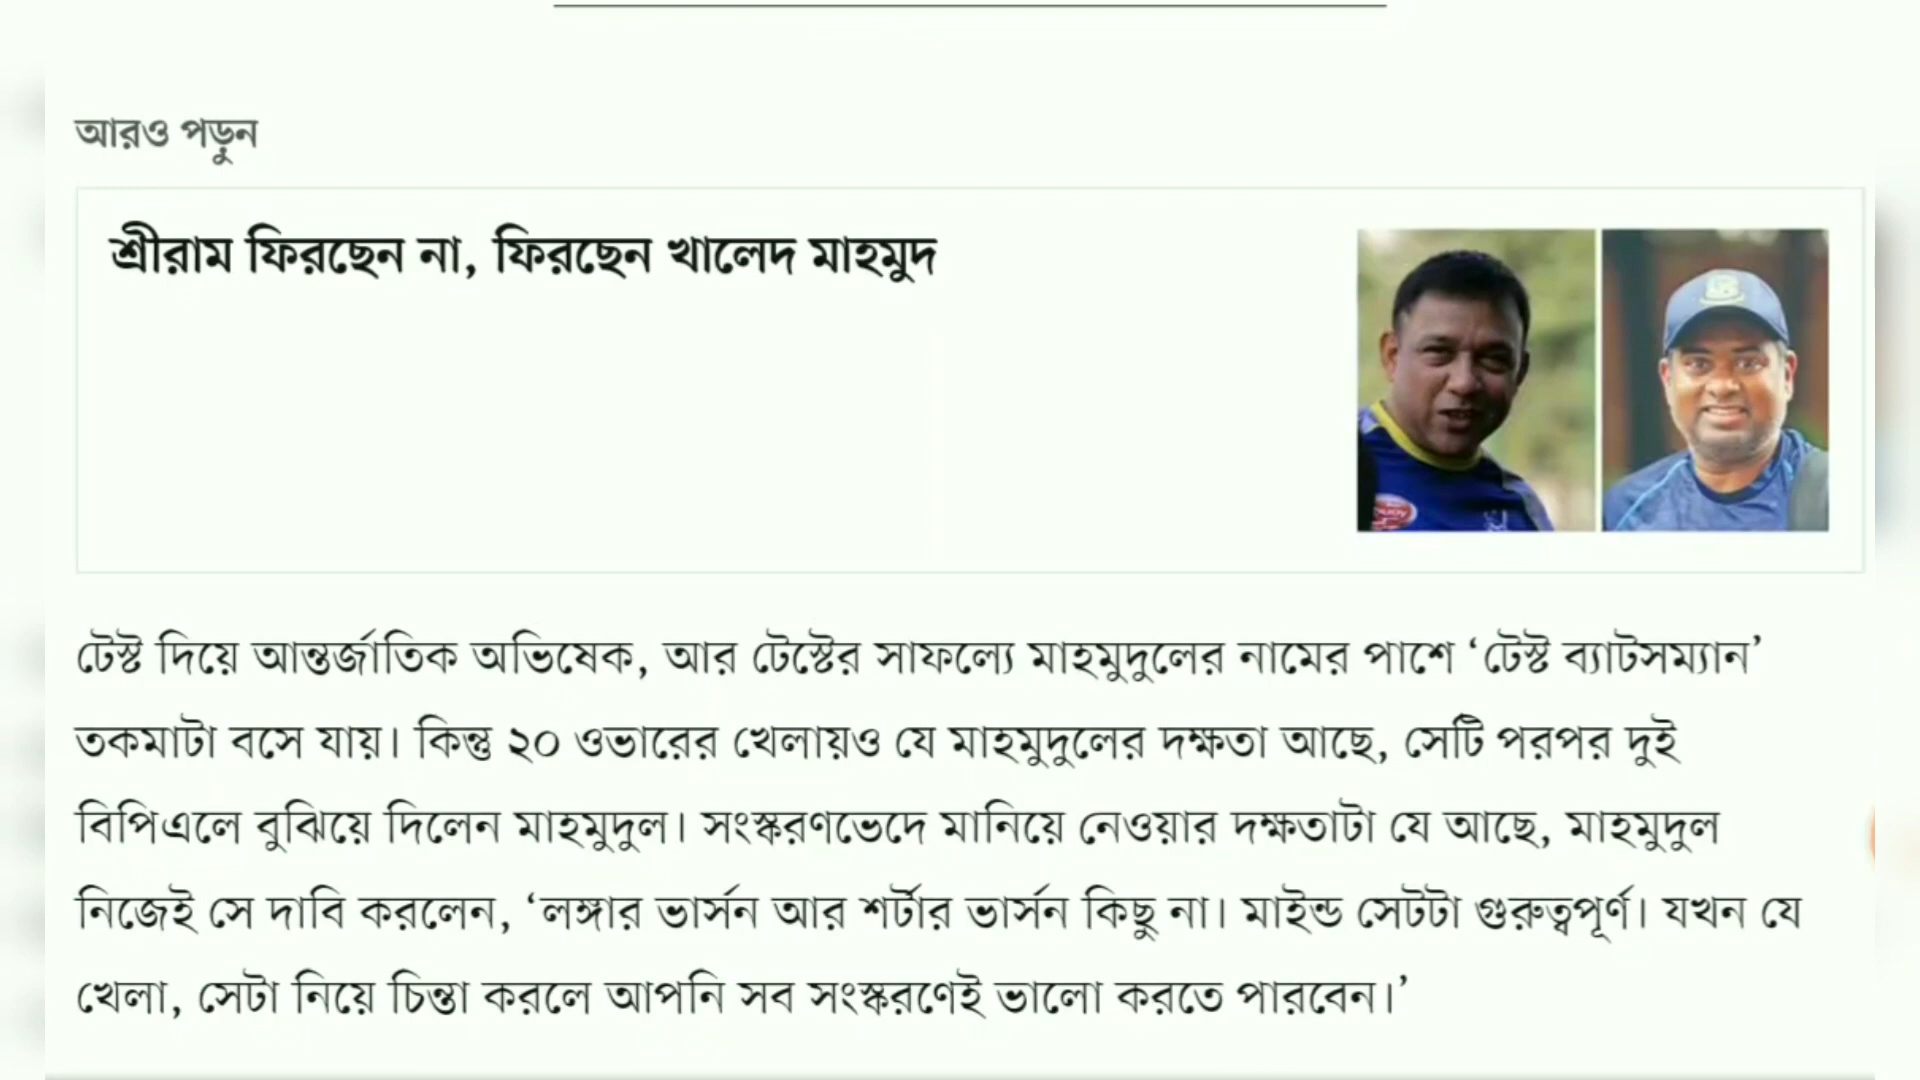 আরও পড়ুন
শ্রীরাম ফিরছেন না, ফিরছেন খালেদ মাহমুদ
টেস্ট দিয়ে আন্তর্জাতিক অভিষেক, আর টেস্টের সাফল্যে মাহমুদুলের নামের পাশে ‘টেস্ট ব্যাটসম্যান’
তকমাটা বসে যায়। কিন্তু ২০ ওভারের খেলায়ও যে মাহমুদুলের দক্ষতা আছে, সেটি পরপর দুই
বিপিএলে বুঝিয়ে দিলেন মাহমুদুল। সংস্করণভেদে মানিয়ে নেওয়ার দক্ষতাটা যে আছে, মাহমুদুল
নিজেই সে দাবি করলেন, ‘লঙ্গার ভার্সন আর শর্টার ভার্সন কিছু না। মাইন্ড সেটটা গুরুত্বপূর্ণ। যখন যে
খেলা, সেটা নিয়ে চিন্তা করলে আপনি সব সংস্করণেই ভালো করতে পারবেন।’